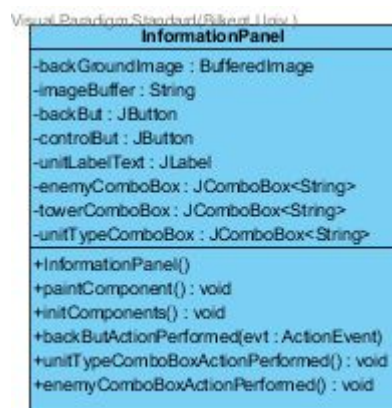 Visual Paradigm Standard(Bilkent Univ.)
InformationPanel
-backGroundImage : BufferedImage
-imageBuffer : String
-backBut : JButton
-controlBut : JButton
-unitLabelText : JLabel
-enemyComboBox : JComboBox<String>
-towerComboBox : JComboBox<String>
-unitTypeComboBox : JComboBox<String>
+InformationPanel()
+paintComponent() : void
+initComponents() : void
+backButActionPerformed(evt : ActionEvent)
+unitTypeComboBoxActionPerformed() : void
+enemyComboBoxActionPerformed() : void